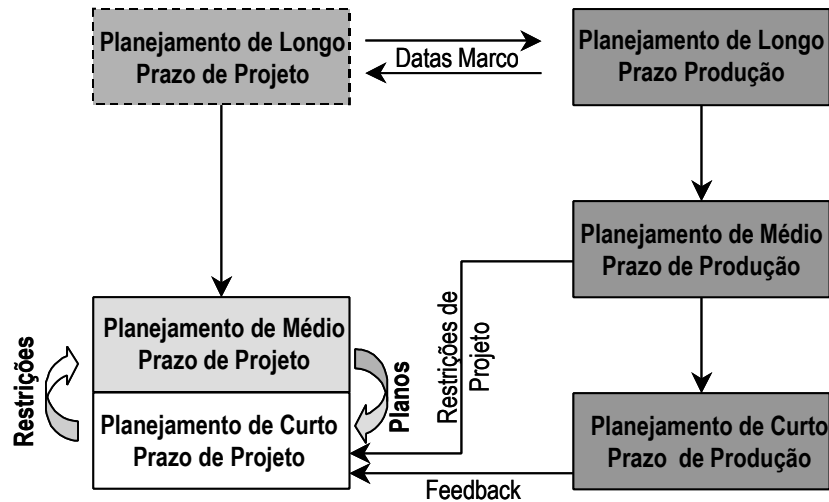 Planejamento de Longo
Prazo de Projeto
Datas Marco
Planejamento de Longo
Prazo Produção
Planejamento de Médio
Prazo de Produção
Restrições de
Projeto
Planejamento de Médio
Prazo de Projeto
Restrições
Planos
Planejamento de Curto
Prazo de Projeto
Planejamento de Curto
Prazo de Produção
Feedback